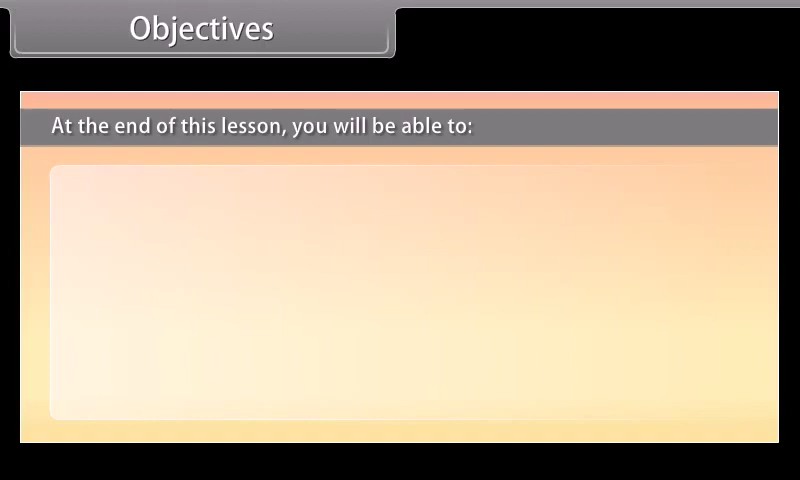 Objectives
At the end of this lesson, you will be able to: